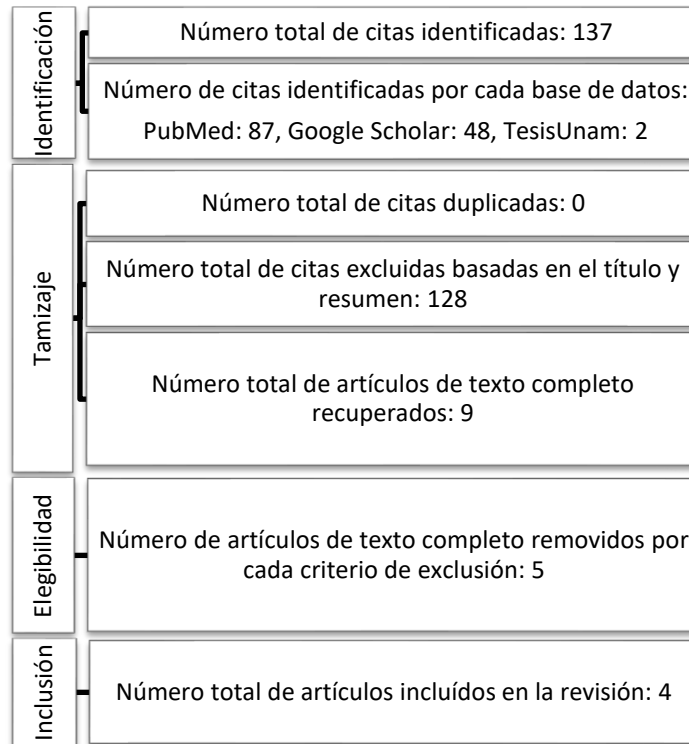 Identificación
Número total de citas identificadas: 137
Número de citas identificadas por cada base de datos:
PubMed: 87, Google Scholar: 48, TesisUnam: 2
Tamizaje
Número total de citas duplicadas: 0
Número total de citas excluidas basadas en el título y
resumen: 128
Número total de artículos de texto completo
recuperados: 9
Elegibilidad
Número de artículos de texto completo removidos por
cada criterio de exclusión: 5
Inclusión
Número total de artículos incluídos en la revisión: 4